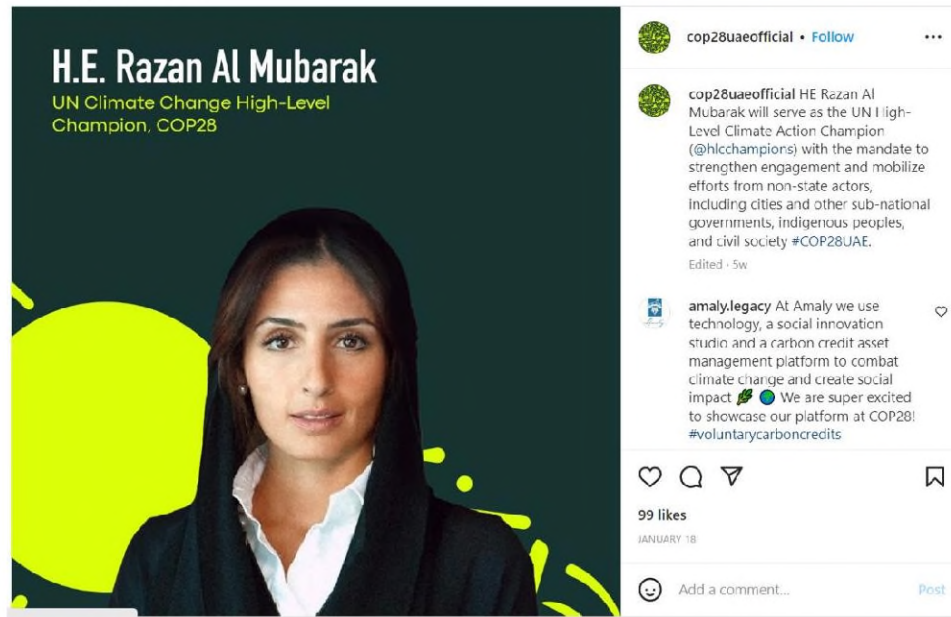 H.E. Razan Al Mubarak
UN Climate Change High-Level
Champion, COP28
cop28uaeofficial • Follow
cop28uaeofficial HE Razan Al
Mubarak will serve as the UN High-
Level Climate Action Champion
(@hlcchampions) with the mandate to
strengthen engagement and mobilize
efforts from non-state actors,
including cities and other sub-national
governments, indigenous peoples,
and civil society #COP28UAE.
Edited · 5w
amaly.legacy At Amaly we use
technology, a social innovation
studio and a carbon credit asset
management platform to combat
climate change and create social
impact 🌿 🌍 We are super excited
to showcase our platform at COP28!
#voluntarycarboncredits
99 likes
JANUARY 18
Add a comment...
Post